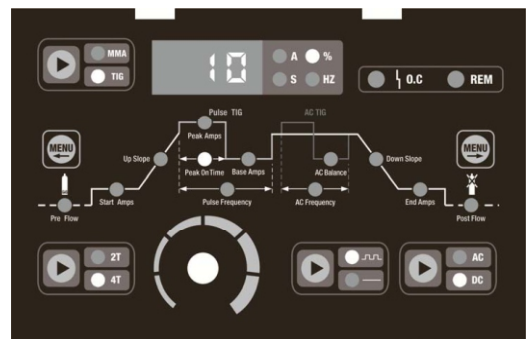 MMA
TIG
10
A %
S HZ
O.C
REM
Pulse TIG
AC TIG
Peak Amps
MENU
MENU
Up Slope
Peak On Time
Base Amps
AC Balance
Down Slope
Start Amps
Pulse Frequency
AC Frequency
End Amps
Pre Flow
Post Flow
2T
4T
AC
DC